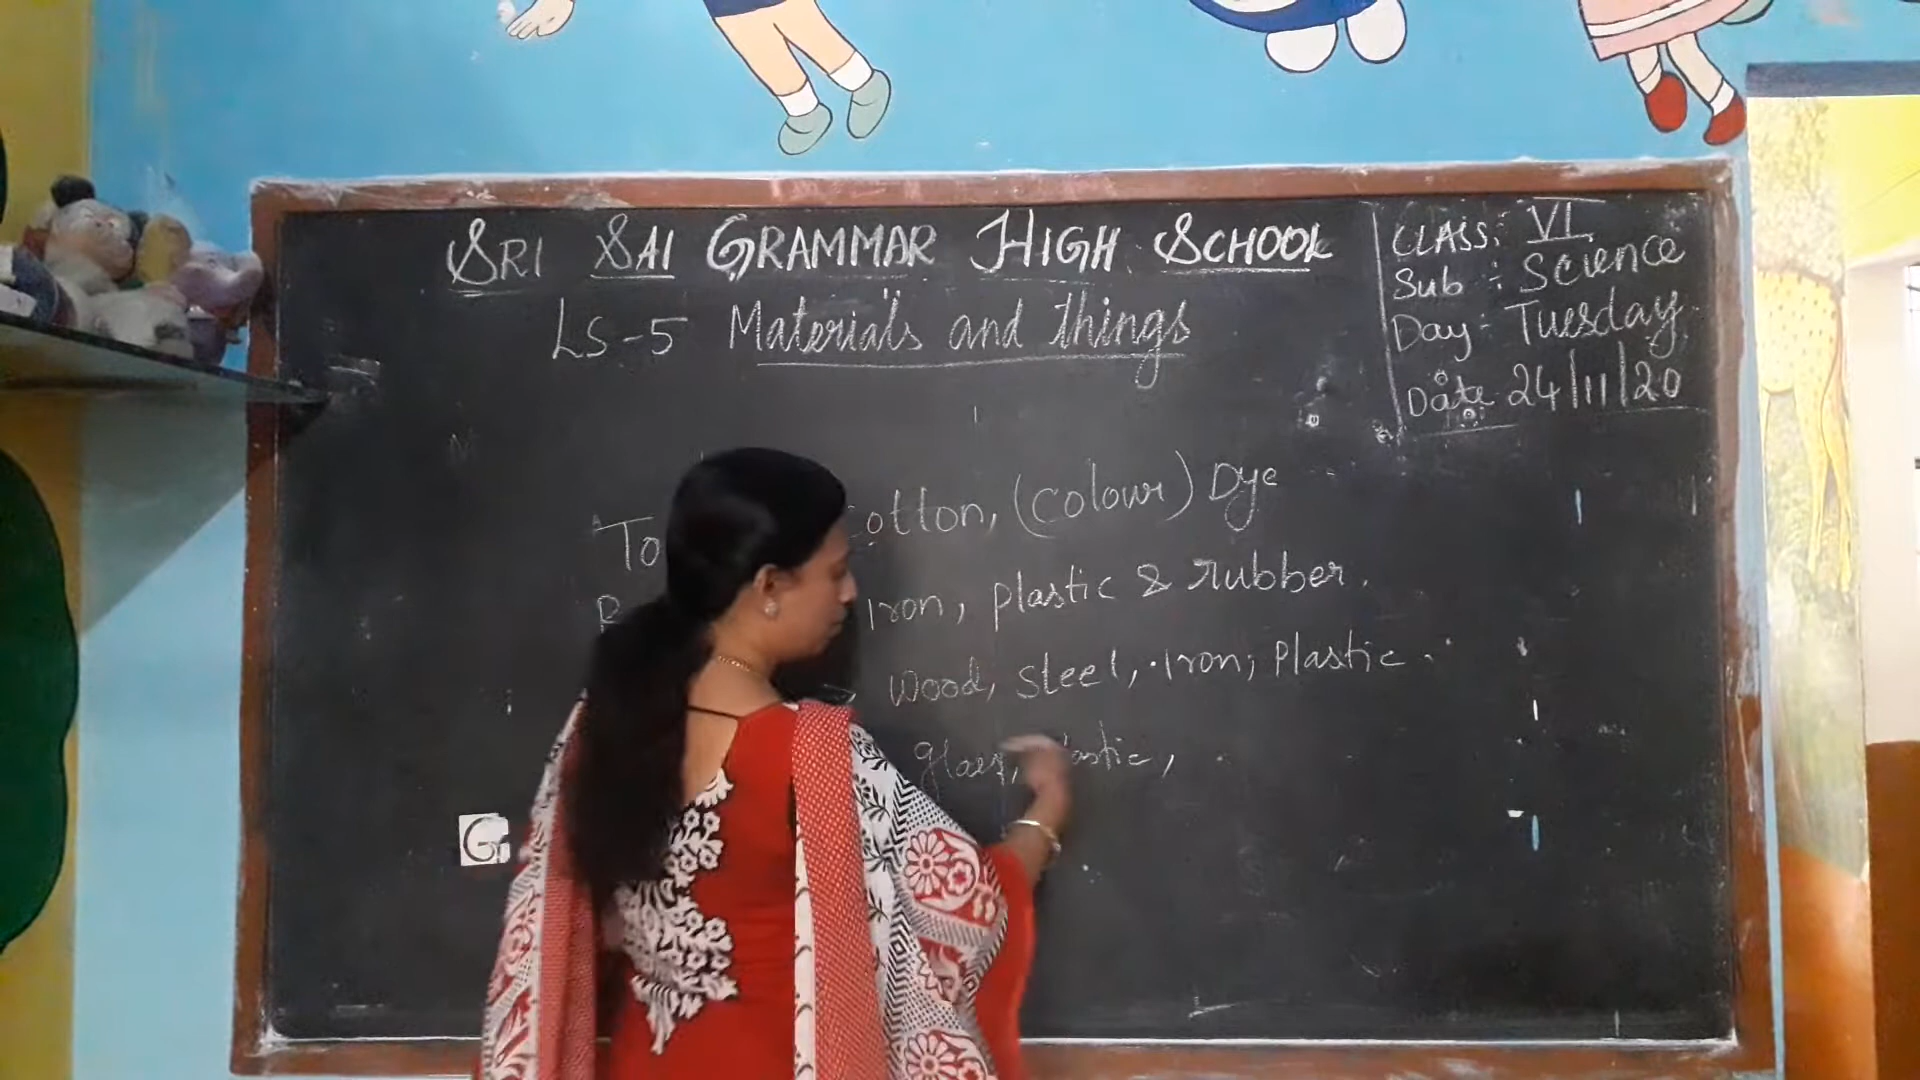 SRI SAI GRAMMAR HIGH SCHOOL
LS-5 Materials and things
CLASS: VI
Sub : Science
Day : Tuesday
Date 24/11/20
To otton, (colour) Dye
Iron, plastic & rubber.
Wood, steel, Iron, Plastic.
glass, astic,
G